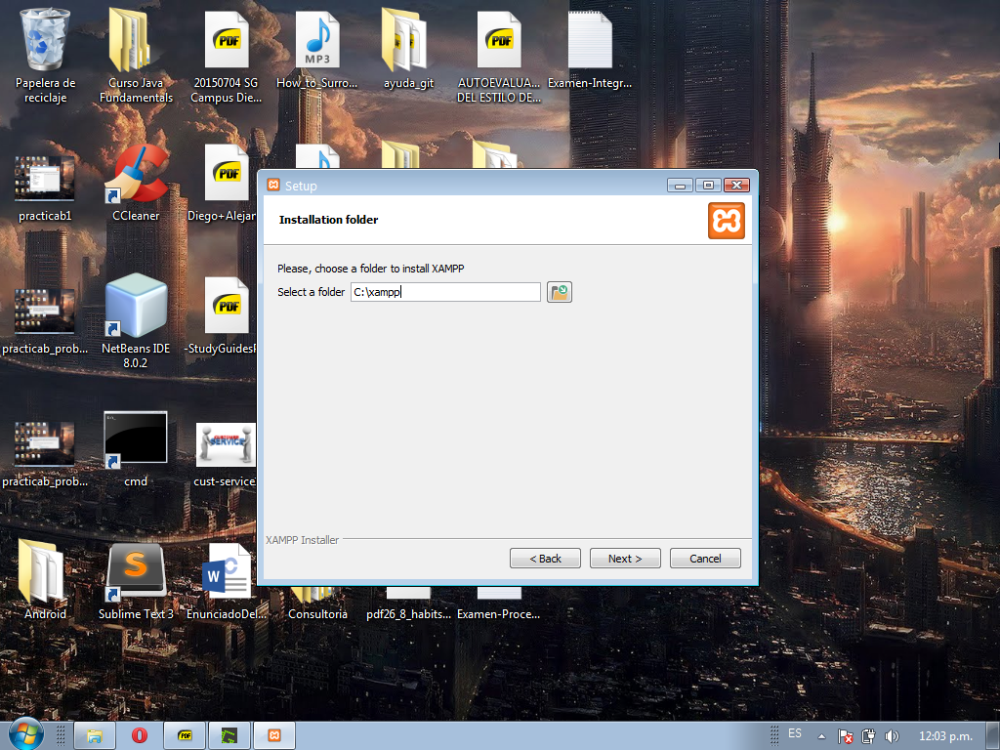 Papelera de
reciclaje
Curso Java
Fundamentals
PDF
20150704 SG
Campus Die...
MP3
How_to_Surro...
ayuda_git
PDF
AUTOEVALUA...
DEL ESTILO DE...
Examen-Integr...
practicab1
CCleaner
PDF
Diego+Alejan
practicab_prob...
NetBeans IDE
8.0.2
PDF
-StudyGuidesF
practicab_prob...
cmd
SERVICE
cust-service
Android
S
Sublime Text 3
W
EnunciadoDel...
Consultoria
pdf26_8_habits...
Examen-Proce...
Setup
Installation folder
Please, choose a folder to install XAMPP
Select a folder C:\xampp
XAMPP Installer
< Back
Next >
Cancel
PDF
ES
12:03 p.m.